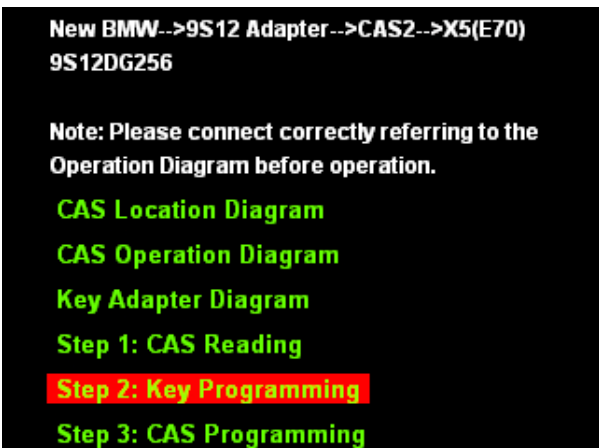 New BMW-->9S12 Adapter-->CAS2-->X5(E70)
9S12DG256
Note: Please connect correctly referring to the
Operation Diagram before operation.
CAS Location Diagram
CAS Operation Diagram
Key Adapter Diagram
Step 1: CAS Reading
Step 2: Key Programming
Step 3: CAS Programming